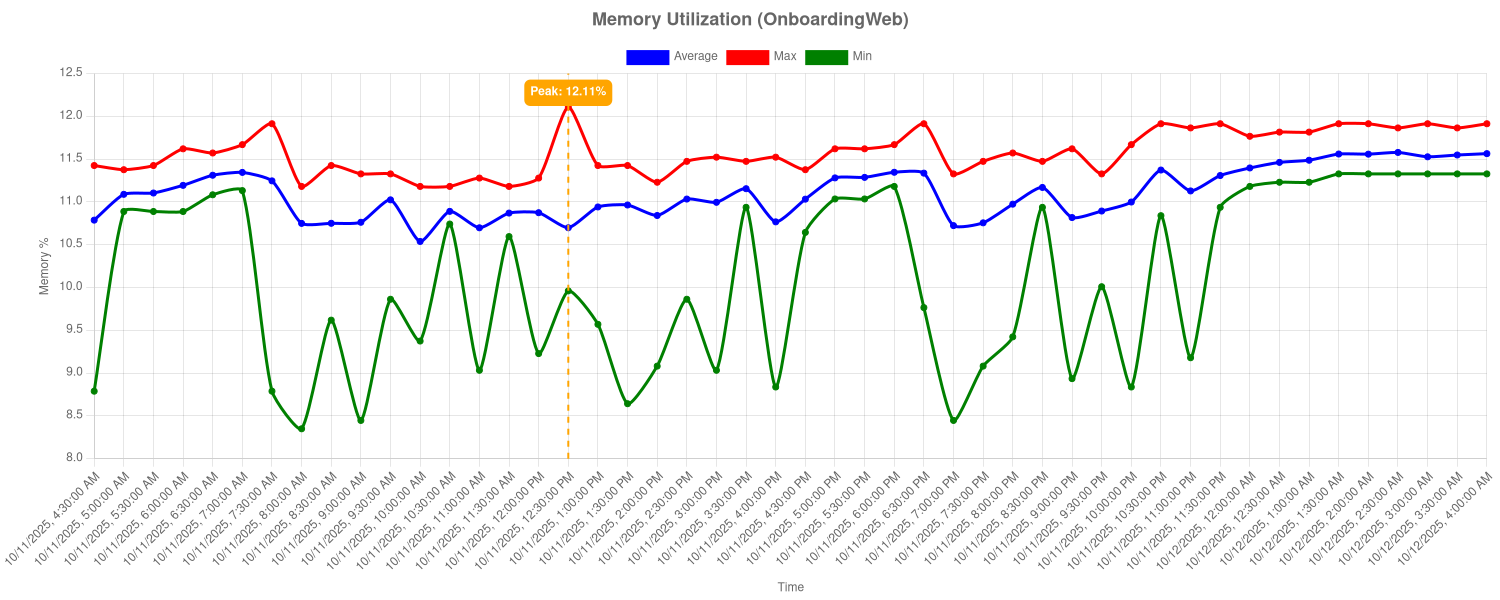 Memory Utilization (OnboardingWeb)
Average Max Min
12.5
Peak: 12.11%
12.0
11.5
11.0
10.5
10.0
9.5
9.0
8.5
8.0
Memory %
10/11/2025, 4:30:00 AM
10/11/2025, 5:00:00 AM
10/11/2025, 5:30:00 AM
10/11/2025, 6:00:00 AM
10/11/2025, 6:30:00 AM
10/11/2025, 7:00:00 AM
10/11/2025, 7:30:00 AM
10/11/2025, 8:00:00 AM
10/11/2025, 8:30:00 AM
10/11/2025, 9:00:00 AM
10/11/2025, 9:30:00 AM
10/11/2025, 10:00:00 AM
10/11/2025, 10:30:00 AM
10/11/2025, 11:00:00 AM
10/11/2025, 11:30:00 AM
10/11/2025, 12:00:00 PM
10/11/2025, 12:30:00 PM
10/11/2025, 1:00:00 PM
10/11/2025, 1:30:00 PM
10/11/2025, 2:00:00 PM
10/11/2025, 2:30:00 PM
10/11/2025, 3:00:00 PM
10/11/2025, 3:30:00 PM
10/11/2025, 4:00:00 PM
10/11/2025, 4:30:00 PM
10/11/2025, 5:00:00 PM
10/11/2025, 5:30:00 PM
10/11/2025, 6:00:00 PM
10/11/2025, 6:30:00 PM
10/11/2025, 7:00:00 PM
10/11/2025, 7:30:00 PM
10/11/2025, 8:00:00 PM
10/11/2025, 8:30:00 PM
10/11/2025, 9:00:00 PM
10/11/2025, 9:30:00 PM
10/11/2025, 10:00:00 PM
10/11/2025, 10:30:00 PM
10/11/2025, 11:00:00 PM
10/11/2025, 11:30:00 PM
10/12/2025, 12:00:00 AM
10/12/2025, 12:30:00 AM
10/12/2025, 1:00:00 AM
10/12/2025, 1:30:00 AM
10/12/2025, 2:00:00 AM
10/12/2025, 2:30:00 AM
10/12/2025, 3:00:00 AM
10/12/2025, 3:30:00 AM
10/12/2025, 4:00:00 AM
Time